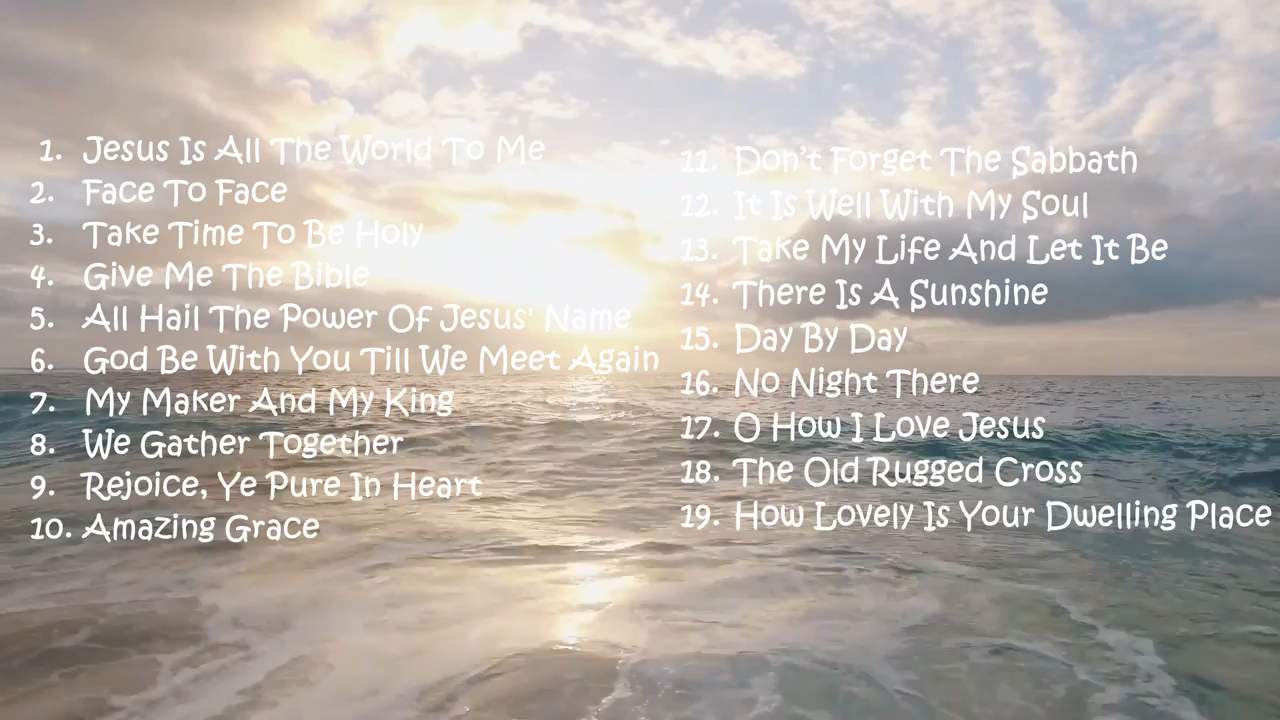 1. Jesus Is All The World To Me
2. Face To Face
3. Take Time To Be Holy
4. Give Me The Bible
5. All Hail The Power Of Jesus' Name
6. God Be With You Till We Meet Again
7. My Maker And My King
8. We Gather Together
9. Rejoice, Ye Pure In Heart
10. Amazing Grace
11. Don't Forget The Sabbath
12. It Is Well With My Soul
13. Take My Life And Let It Be
14. There Is A Sunshine
15. Day By Day
16. No Night There
17. O How I Love Jesus
18. The Old Rugged Cross
19. How Lovely Is Your Dwelling Place